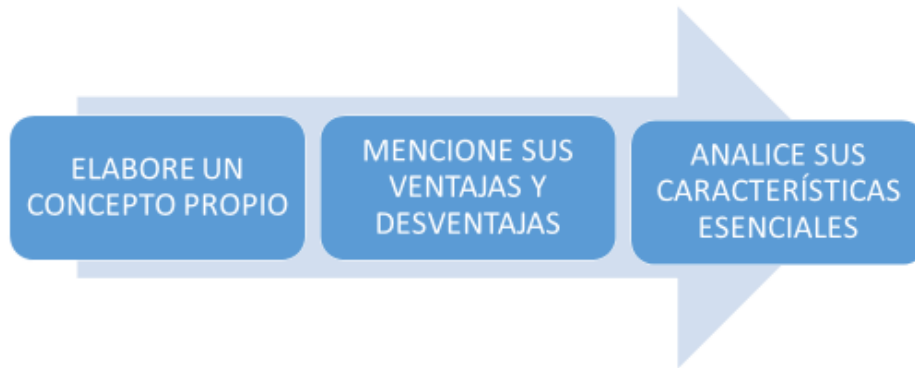 ELABORE UN
CONCEPTO PROPIO
MENCIONE SUS
VENTAJAS Y
DESVENTAJAS
ANALICE SUS
CARACTERÍSTICAS
ESENCIALES